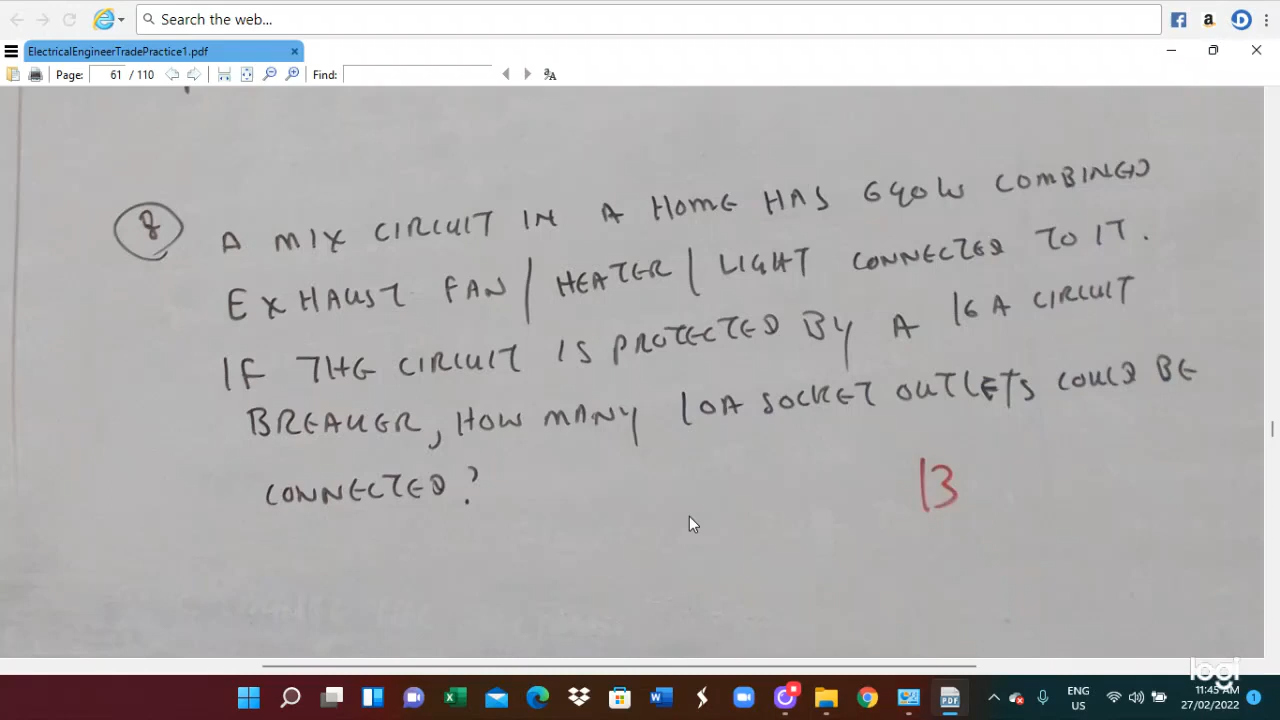 Search the web...
ElectricalEngineerTradePractice1.pdf
Page: 61 / 110 Find:
8 A MIX CIRCUIT IN A HOME HAS 690W COMBINED
EXHAUST FAN/HEATER/LIGHT CONNECTED TO IT.
IF THE CIRCUIT IS PROTECTED BY A 16A CIRCUIT
BREAKER, HOW MANY 10A SOCKET OUTLETS COULD BE
CONNECTED?
13
logi
ENG
US
11:45 AM
27/02/2022